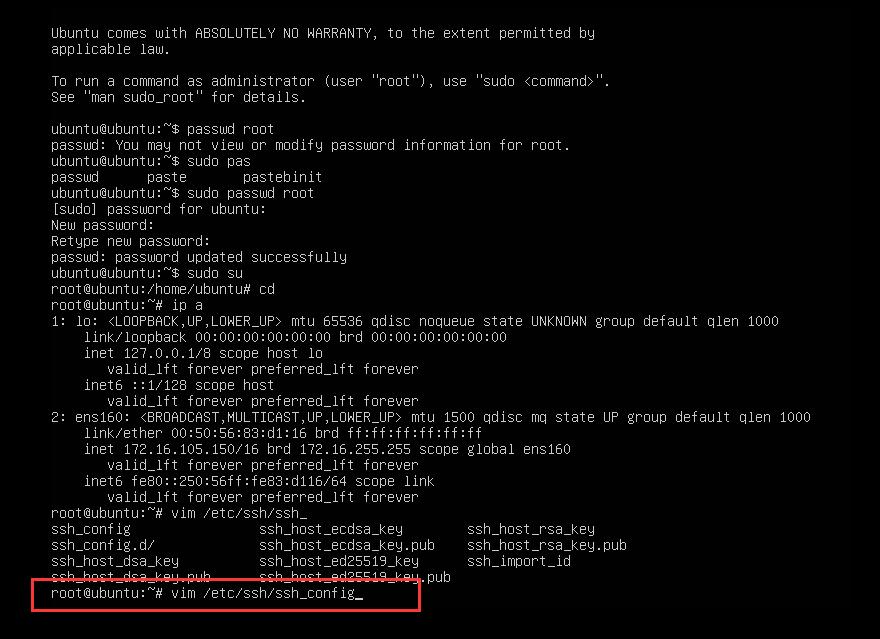 Ubuntu comes with ABSOLUTELY NO WARRANTY, to the extent permitted by
applicable law.
To run a command as administrator (user "root"), use "sudo <command>".
See "man sudo_root" for details.
ubuntu@ubuntu:~$ passwd root
passwd: You may not view or modify password information for root.
ubuntu@ubuntu:~$ sudo pas
passwd      paste       pastebinit
ubuntu@ubuntu:~$ sudo passwd root
[sudo] password for ubuntu:
New password:
Retype new password:
passwd: password updated successfully
ubuntu@ubuntu:~$ sudo su
root@ubuntu:/home/ubuntu# cd
root@ubuntu:~# ip a
1: lo: <LOOPBACK,UP,LOWER_UP> mtu 65536 qdisc noqueue state UNKNOWN group default qlen 1000
    link/loopback 00:00:00:00:00:00 brd 00:00:00:00:00:00
    inet 127.0.0.1/8 scope host lo
       valid_lft forever preferred_lft forever
    inet6 ::1/128 scope host
       valid_lft forever preferred_lft forever
2: ens160: <BROADCAST,MULTICAST,UP,LOWER_UP> mtu 1500 qdisc mq state UP group default qlen 1000
    link/ether 00:50:56:83:d1:16 brd ff:ff:ff:ff:ff:ff
    inet 172.16.105.150/16 brd 172.16.255.255 scope global ens160
       valid_lft forever preferred_lft forever
    inet6 fe80::250:56ff:fe83:d116/64 scope link
       valid_lft forever preferred_lft forever
root@ubuntu:~# vim /etc/ssh/ssh_
ssh_config                ssh_host_ecdsa_key        ssh_host_rsa_key
ssh_config.d/             ssh_host_ecdsa_key.pub    ssh_host_rsa_key.pub
ssh_host_dsa_key          ssh_host_ed25519_key      ssh_import_id
ssh_host_dsa_key.pub      ssh_host_ed25519_key.pub
root@ubuntu:~# vim /etc/ssh/ssh_config_